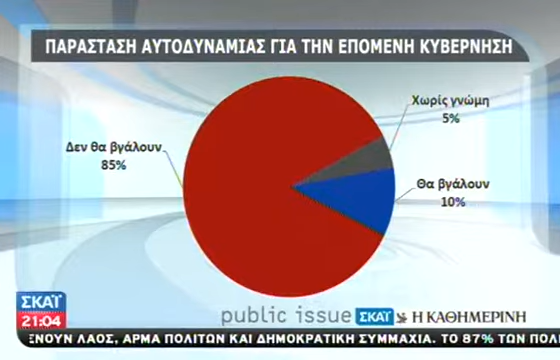 ΠΑΡΑΣΤΑΣΗ ΑΥΤΟΔΥΝΑΜΙΑΣ ΓΙΑ ΤΗΝ ΕΠΟΜΕΝΗ ΚΥΒΕΡΝΗΣΗ
Χωρίς γνώμη
5%
Δεν θα βγάλουν
85%
Θα βγάλουν
10%
public issue ΣΚΑΪ Η ΚΑΘΗΜΕΡΙΝΗ
ΣΚΑΪ
21:04
ΞΝΟΥΝ ΛΑΟΣ, ΑΡΜΑ ΠΟΛΙΤΩΝ ΚΑΙ ΔΗΜΟΚΡΑΤΙΚΗ ΣΥΜΜΑΧΙΑ. ΤΟ 87% ΤΩΝ ΠΟΛ